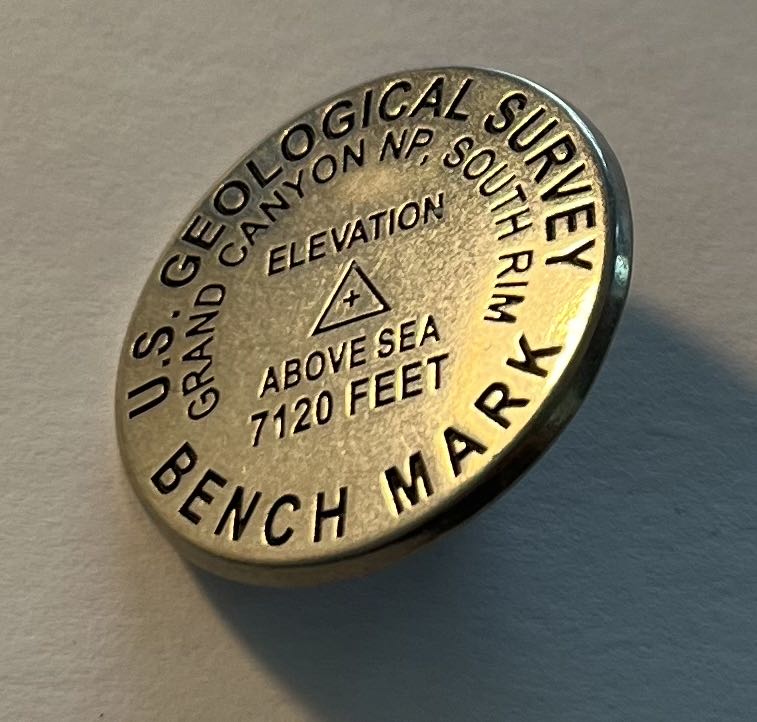 U.S. GEOLOGICAL SURVEY
GRAND CANYON NP, SOUTH RIM
ELEVATION
+
ABOVE SEA
7120 FEET
BENCH MARK